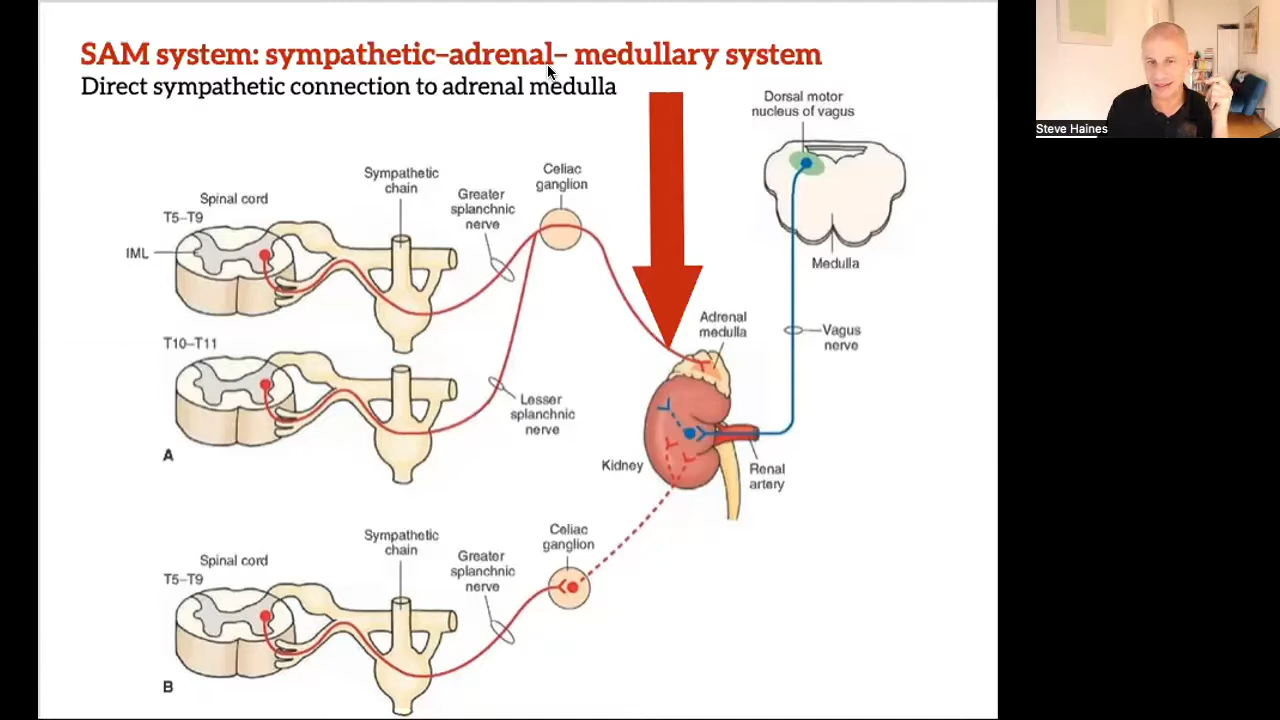 SAM system: sympathetic–adrenal– medullary system
Direct sympathetic connection to adrenal medulla
Steve Haines
Dorsal motor
nucleus of vagus
Sympathetic
chain
Celiac
ganglion
Greater
splanchnic
nerve
Spinal cord
T5–T9
IML
Medulla
Adrenal
medulla
Vagus
nerve
T10–T11
Lesser
splanchnic
nerve
A
Kidney
Renal
artery
Sympathetic
chain
Celiac
ganglion
Greater
splanchnic
nerve
Spinal cord
T5–T9
B